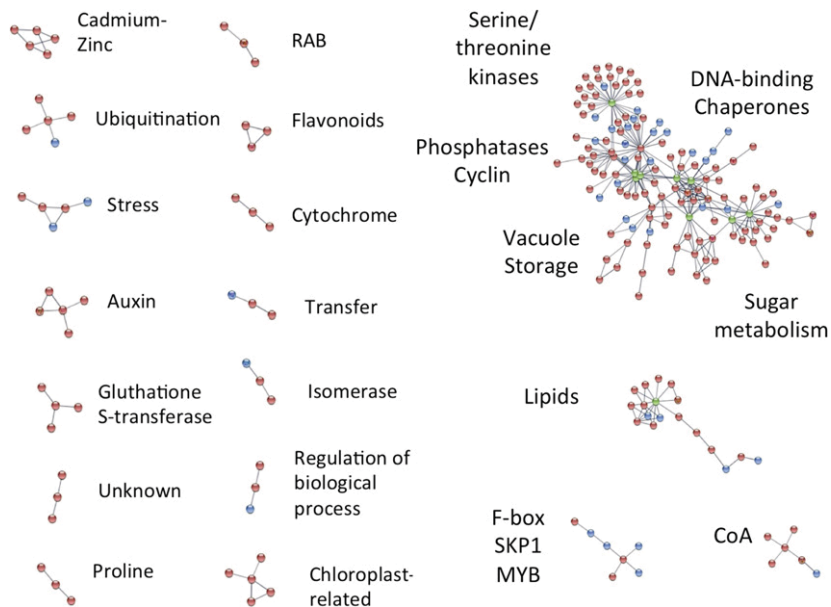 Cadmium-
Zinc
RAB
Ubiquitination
Flavonoids
Stress
Cytochrome
Auxin
Transfer
Gluthatione
S-transferase
Isomerase
Unknown
Regulation of
biological
process
Proline
Chloroplast-
related
Serine/
threonine
kinases
DNA-binding
Chaperones
Phosphatases
Cyclin
Vacuole
Storage
Sugar
metabolism
Lipids
F-box
SKP1
MYB
CoA